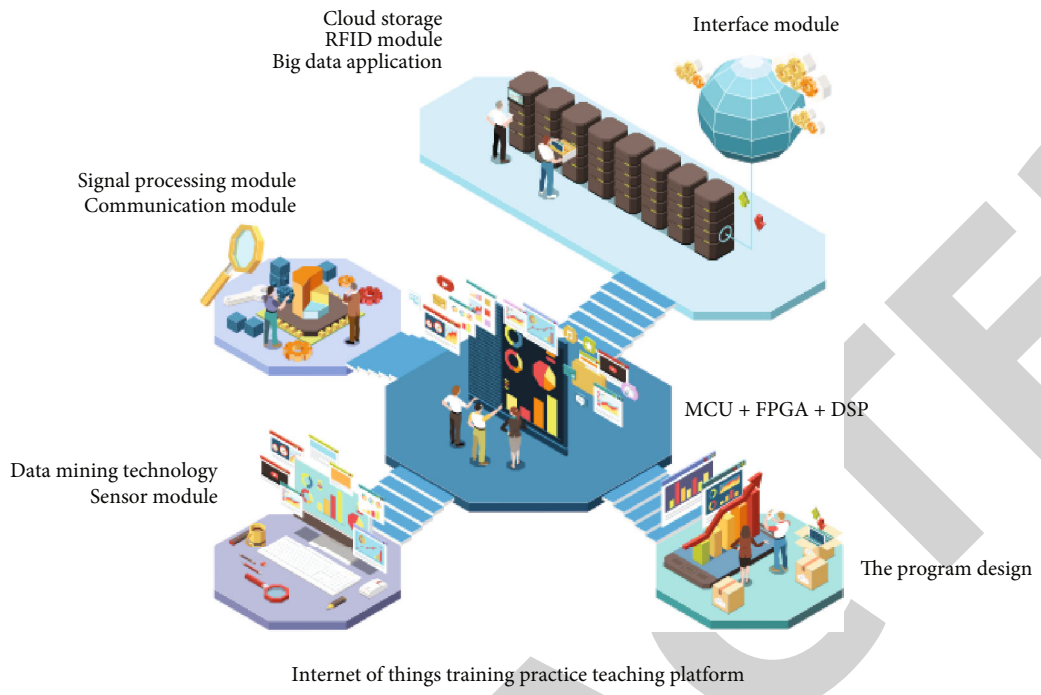 Cloud storage
RFID module
Big data application
Interface module
Signal processing module
Communication module
MCU + FPGA + DSP
Data mining technology
Sensor module
The program design
Internet of things training practice teaching platform